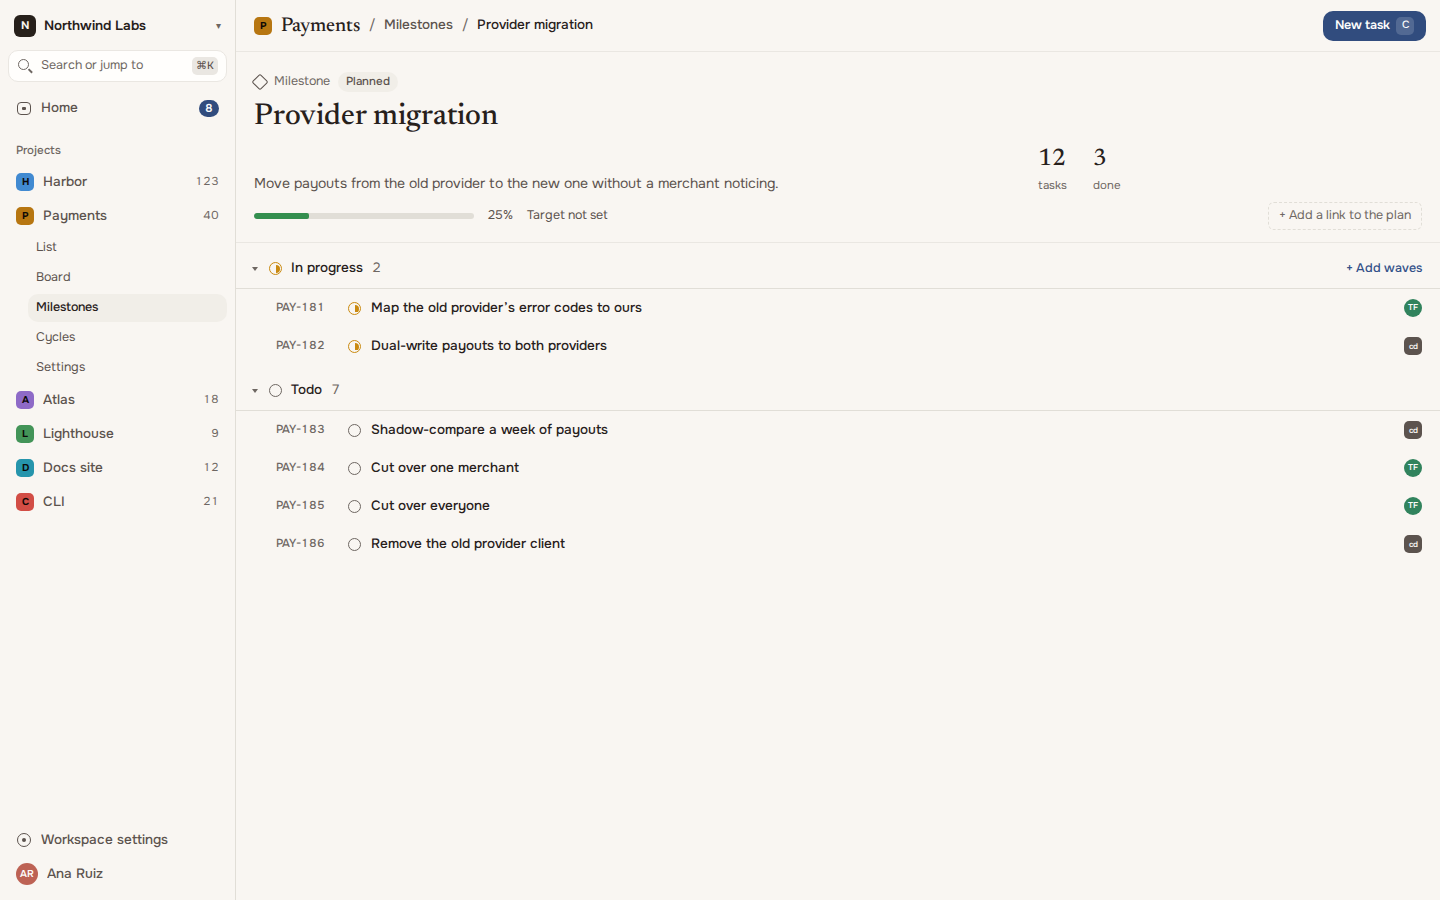 N Northwind Labs
Search or jump to ⌘K
Home 8
Projects
H Harbor 123
P Payments 40
List
Board
Milestones
Cycles
Settings
A Atlas 18
L Lighthouse 9
D Docs site 12
C CLI 21
Workspace settings
AR Ana Ruiz
P Payments / Milestones / Provider migration
New task C
Milestone Planned
Provider migration
Move payouts from the old provider to the new one without a merchant noticing.
12 3
tasks done
25% Target not set
+ Add a link to the plan
In progress 2
+ Add waves
PAY-181 Map the old provider's error codes to ours TF
PAY-182 Dual-write payouts to both providers cd
Todo 7
PAY-183 Shadow-compare a week of payouts cd
PAY-184 Cut over one merchant TF
PAY-185 Cut over everyone TF
PAY-186 Remove the old provider client cd